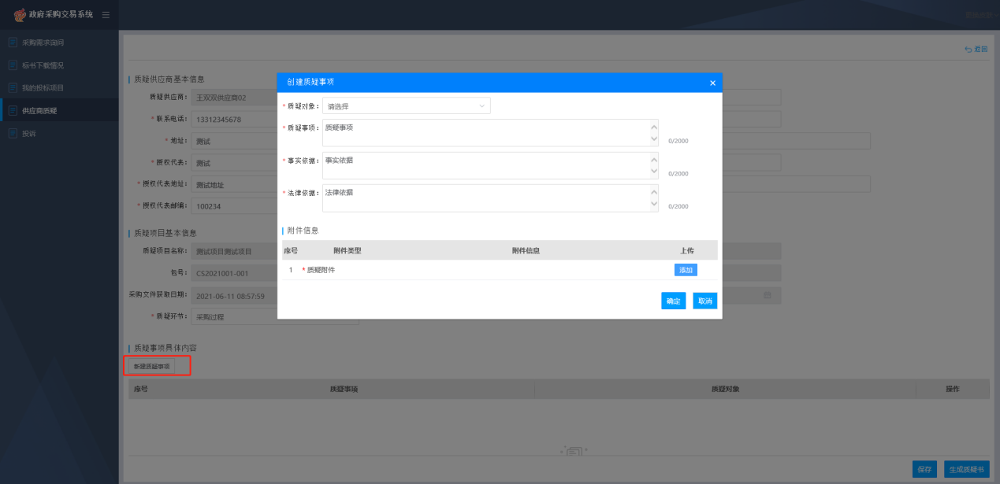 政府采购交易系统
采购需求询问
标书下载情况
我的投标项目
供应商质疑
投诉
返回
质疑供应商基本信息
质疑供应商: 王双双供应商02
* 联系电话: 13312345678
* 地址: 测试
* 授权代表: 测试
* 授权代表地址: 测试地址
* 授权代表邮编: 100234
质疑项目基本信息
质疑项目名称: 测试项目测试项目
包号: CS2021001-001
采购文件获取日期: 2021-06-11 08:57:59
* 质疑环节: 采购过程
质疑事项具体内容
新建质疑事项
序号 质疑事项 质疑对象 操作
保存 生成质疑书
创建质疑事项
* 质疑对象: 请选择
* 质疑事项: 质疑事项 0/2000
* 事实依据: 事实依据 0/2000
* 法律依据: 法律依据 0/2000
附件信息
序号 附件类型 附件信息 上传
1 * 质疑附件 添加
确定 取消